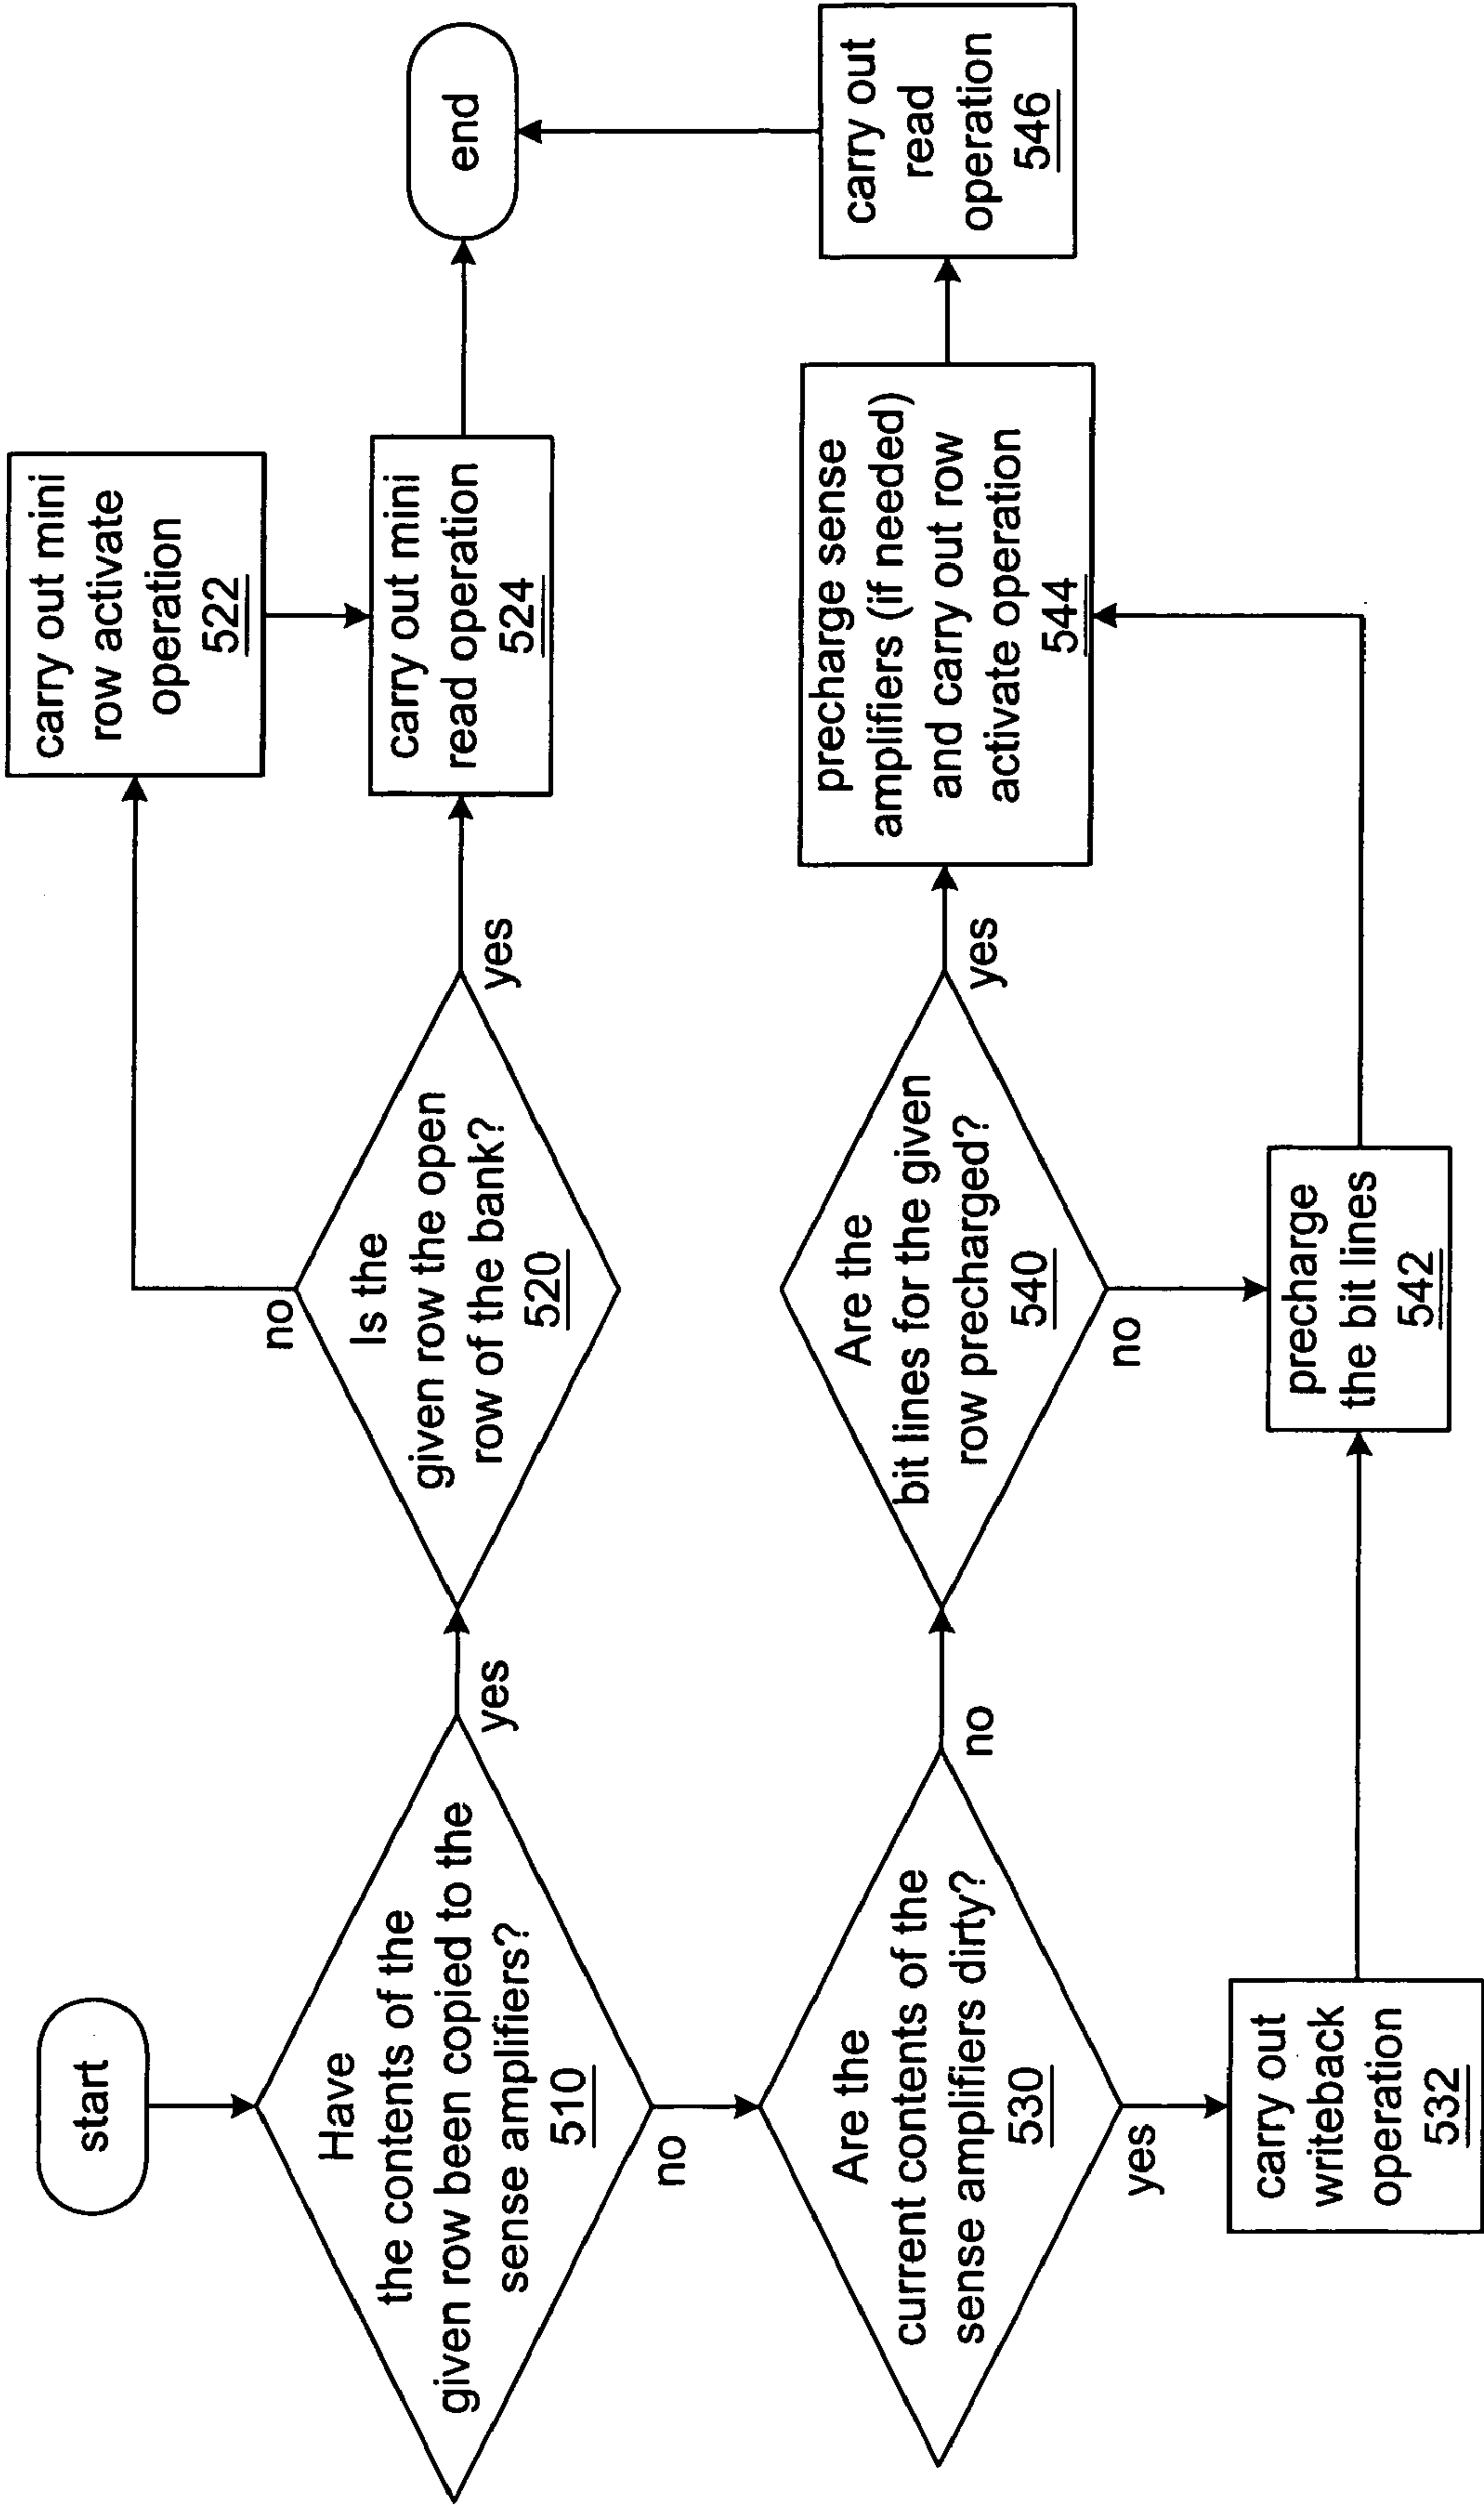 start
Have
the contents of the
given row been copied to the
sense amplifiers?
510
yes
no
Is the
given row the open
row of the bank?
520
no
yes
carry out mini
row activate
operation
522
carry out mini
read operation
524
end
Are the
current contents of the
sense amplifiers dirty?
530
no
yes
carry out
writeback
operation
532
Are the
bit lines for the given
row precharged?
540
yes
no
precharge
the bit lines
542
precharge sense
amplifiers (if needed)
and carry out row
activate operation
544
carry out
read
operation
546